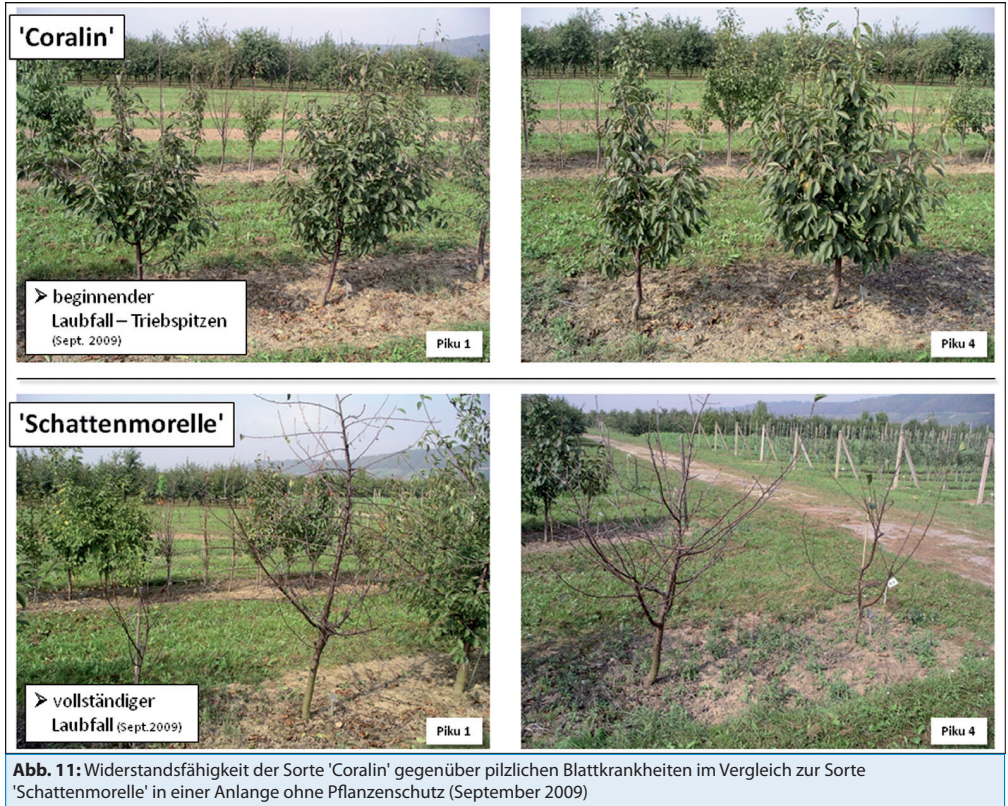 'Coralin'
➢ beginnender
Laubfall – Triebspitzen
(Sept. 2009)
Piku 1
Piku 4
'Schattenmorelle'
➢ vollständiger
Laubfall (Sept.2009)
Piku 1
Piku 4
Abb. 11: Widerstandsfähigkeit der Sorte 'Coralin' gegenüber pilzlichen Blattkrankheiten im Vergleich zur Sorte
'Schattenmorelle' in einer Anlange ohne Pflanzenschutz (September 2009)